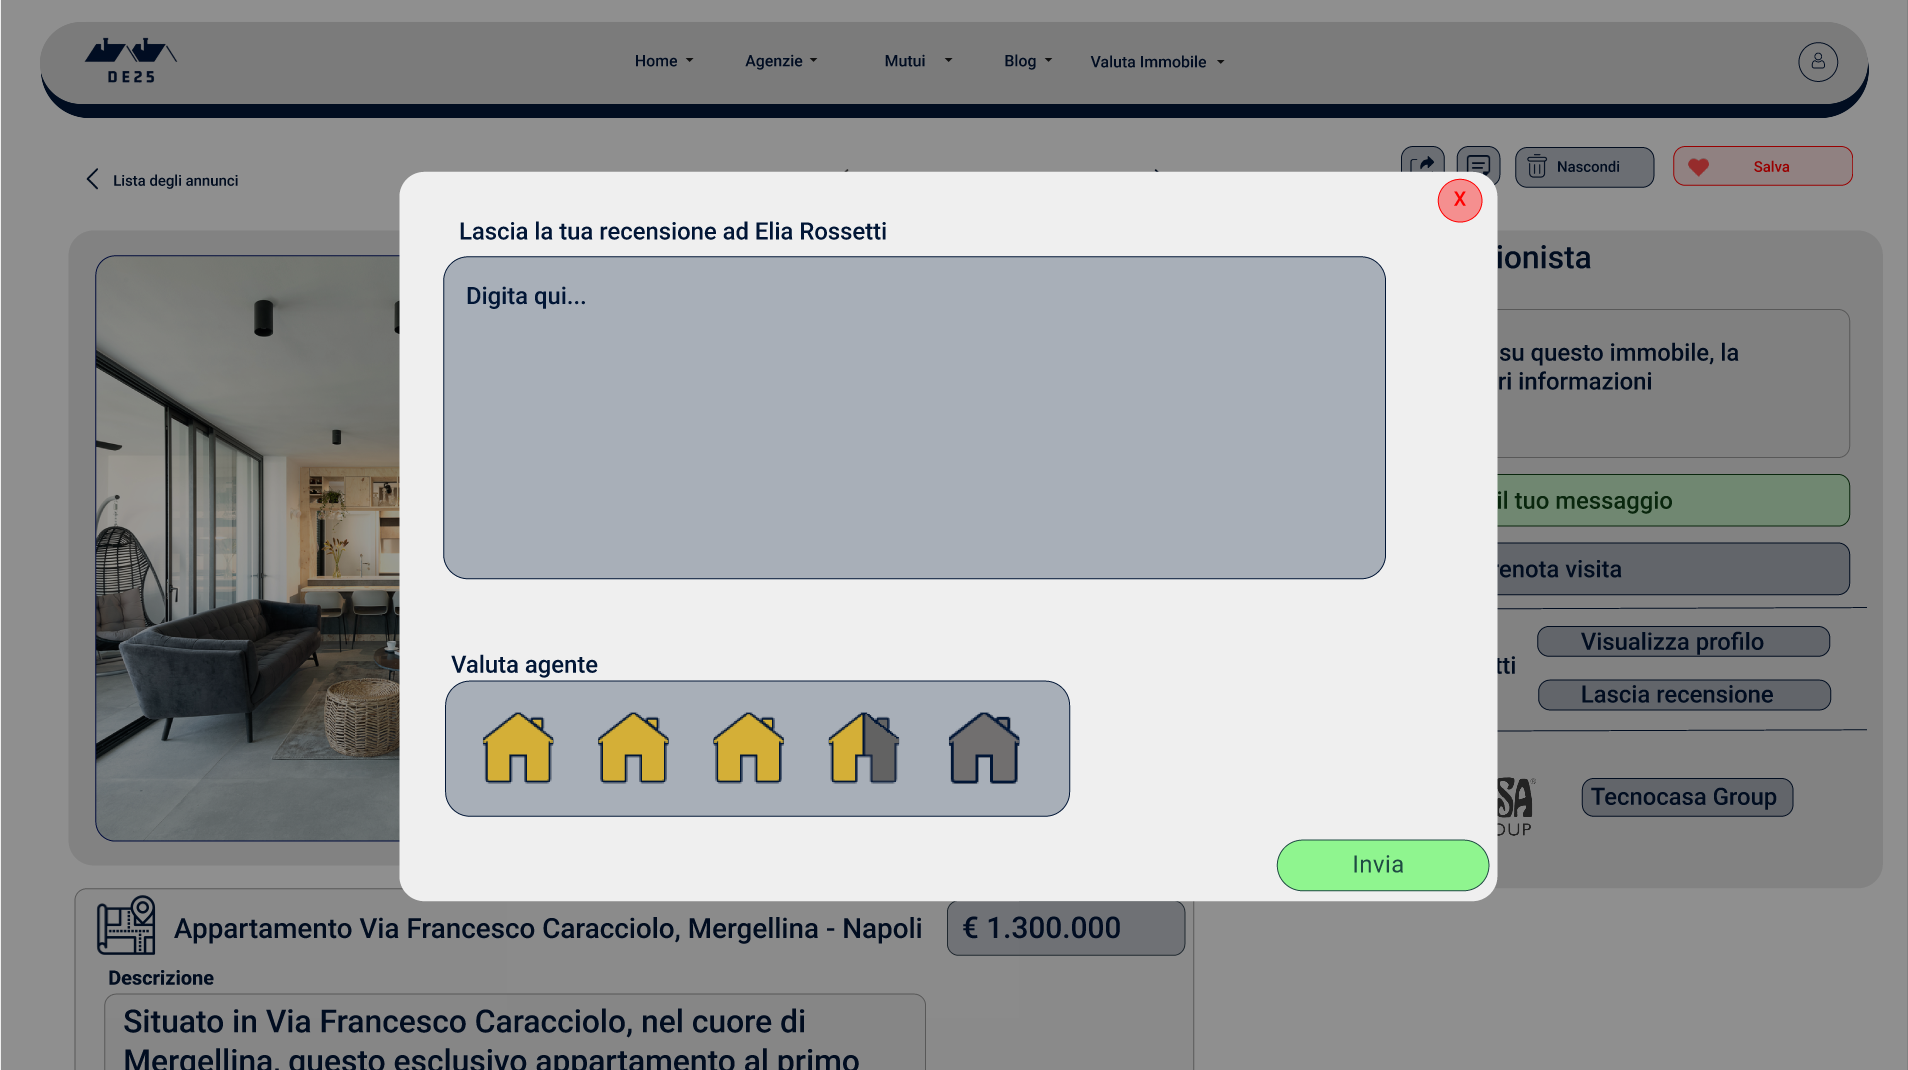 DE25
Home
Agenzie
Mutui
Blog
Valuta Immobile
Lista degli annunci
Nascondi
Salva
X
Lascia la tua recensione ad Elia Rossetti
Digita qui...
Valuta agente
Invia
ionista
su questo immobile, la
ri informazioni
il tuo messaggio
enota visita
tti
Visualizza profilo
Lascia recensione
SA
OUP
Tecnocasa Group
Appartamento Via Francesco Caracciolo, Mergellina - Napoli
€ 1.300.000
Descrizione
Situato in Via Francesco Caracciolo, nel cuore di
Mergellina, questo esclusivo appartamento al primo